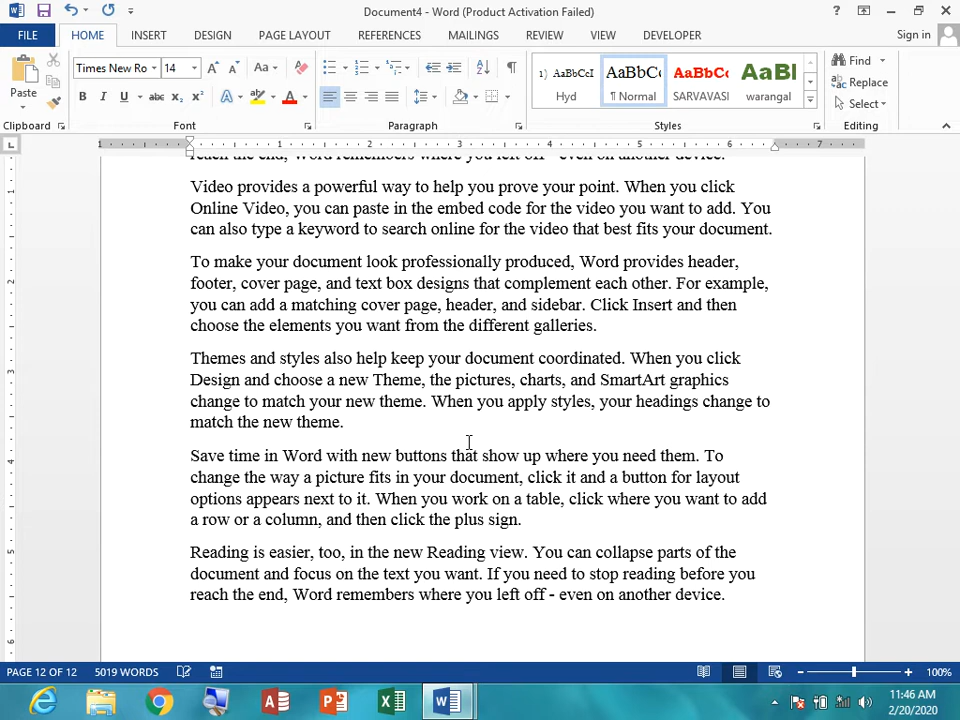 Document4 - Word (Product Activation Failed)
FILE HOME INSERT DESIGN PAGE LAYOUT REFERENCES MAILINGS REVIEW VIEW DEVELOPER Sign in
Times New Ro 14 Aa
Paste
B I U abc X₂ X² A A
1) AaBbCcI AaBbCc AaBbCc AaBl
Hyd ¶ Normal SARVAVASI warangal
Find
Replace
Select
Clipboard Font Paragraph Styles Editing
1 1 2 3 4 5 6 7
reach the end, Word remembers where you left off - even on another device.
Video provides a powerful way to help you prove your point. When you click
Online Video, you can paste in the embed code for the video you want to add. You
can also type a keyword to search online for the video that best fits your document.
To make your document look professionally produced, Word provides header,
footer, cover page, and text box designs that complement each other. For example,
you can add a matching cover page, header, and sidebar. Click Insert and then
choose the elements you want from the different galleries.
Themes and styles also help keep your document coordinated. When you click
Design and choose a new Theme, the pictures, charts, and SmartArt graphics
change to match your new theme. When you apply styles, your headings change to
match the new theme.
Save time in Word with new buttons that show up where you need them. To
change the way a picture fits in your document, click it and a button for layout
options appears next to it. When you work on a table, click where you want to add
a row or a column, and then click the plus sign.
Reading is easier, too, in the new Reading view. You can collapse parts of the
document and focus on the text you want. If you need to stop reading before you
reach the end, Word remembers where you left off - even on another device.
PAGE 12 OF 12 5019 WORDS 100%
11:46 AM
2/20/2020